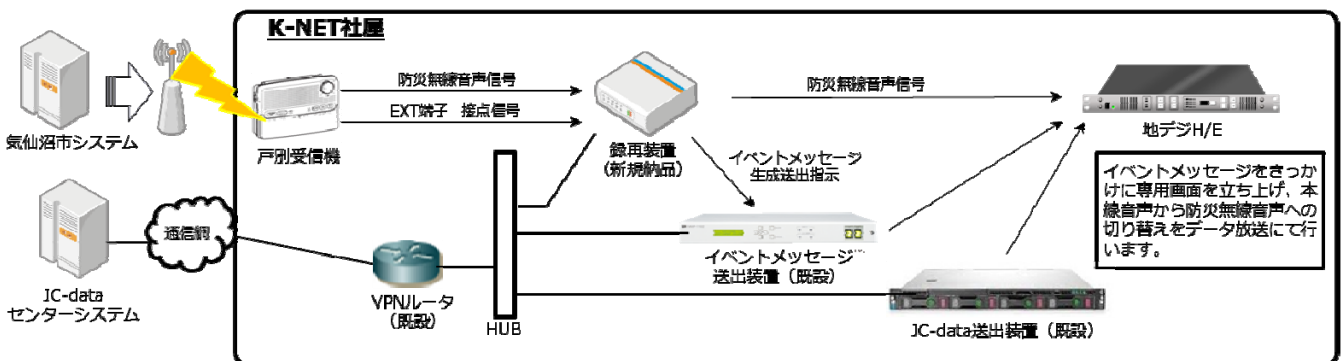 K-NET社屋
気仙沼市システム
戸別受信機
防災無線音声信号
EXT端子 接点信号
録再装置
(新規納品)
防災無線音声信号
地デジH/E
イベントメッセージ
生成送出指示
イベントメッセージをきっか
けに専用画面を立ち上げ、本
線音声から防災無線音声への
切り替えをデータ放送にて行
います。
通信網
JC-data
センターシステム
VPNルータ
(既設)
HUB
イベントメッセージ
送出装置（既設）
JC-data送出装置（既設）